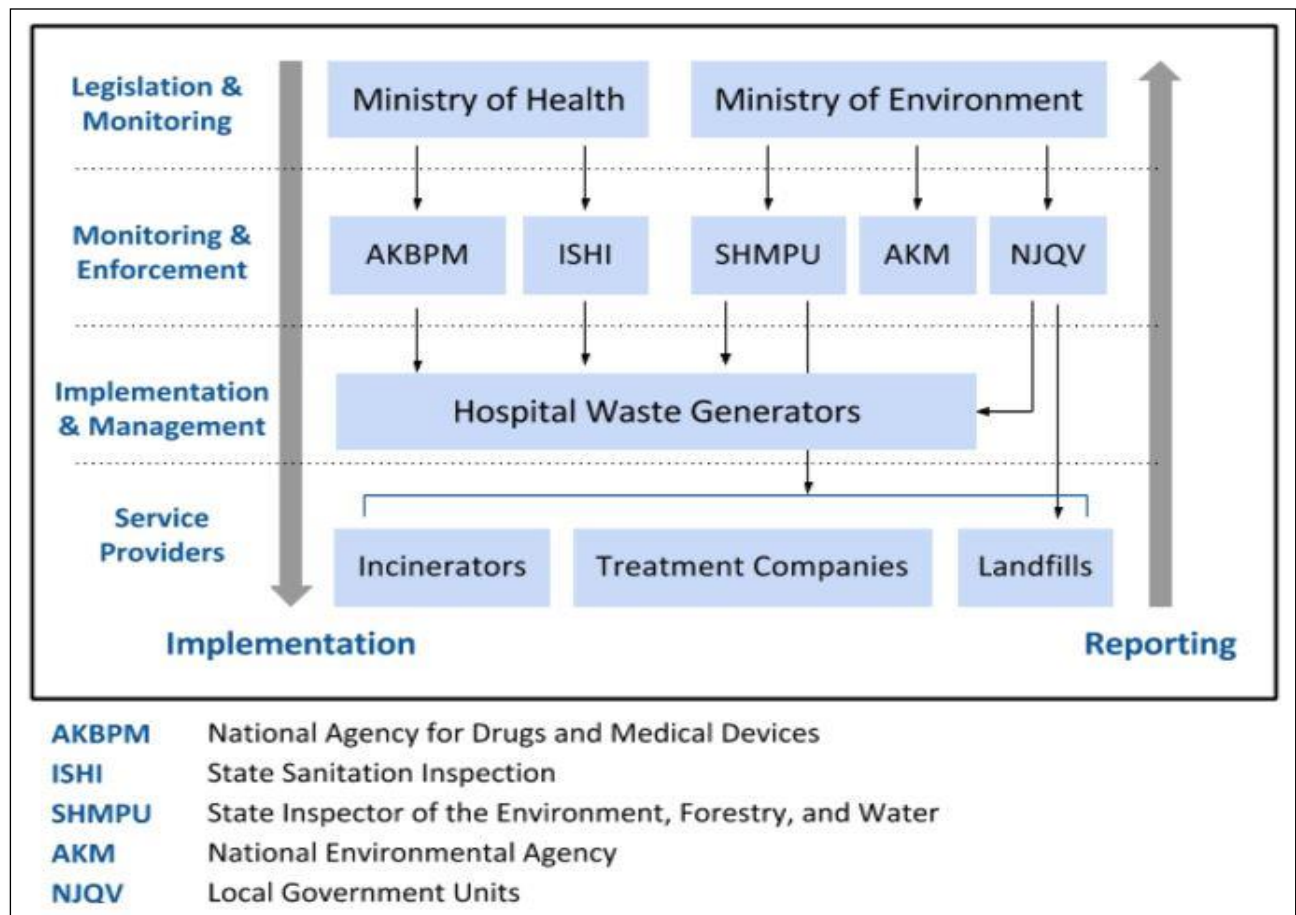 Legislation &
Monitoring
Ministry of Health
Ministry of Environment
Monitoring &
Enforcement
AKBPM
ISHI
SHMPU
AKM
NJQV
Implementation
& Management
Hospital Waste Generators
Service
Providers
Incinerators
Treatment Companies
Landfills
Implementation
Reporting
AKBPM National Agency for Drugs and Medical Devices
ISHI State Sanitation Inspection
SHMPU State Inspector of the Environment, Forestry, and Water
AKM National Environmental Agency
NJQV Local Government Units